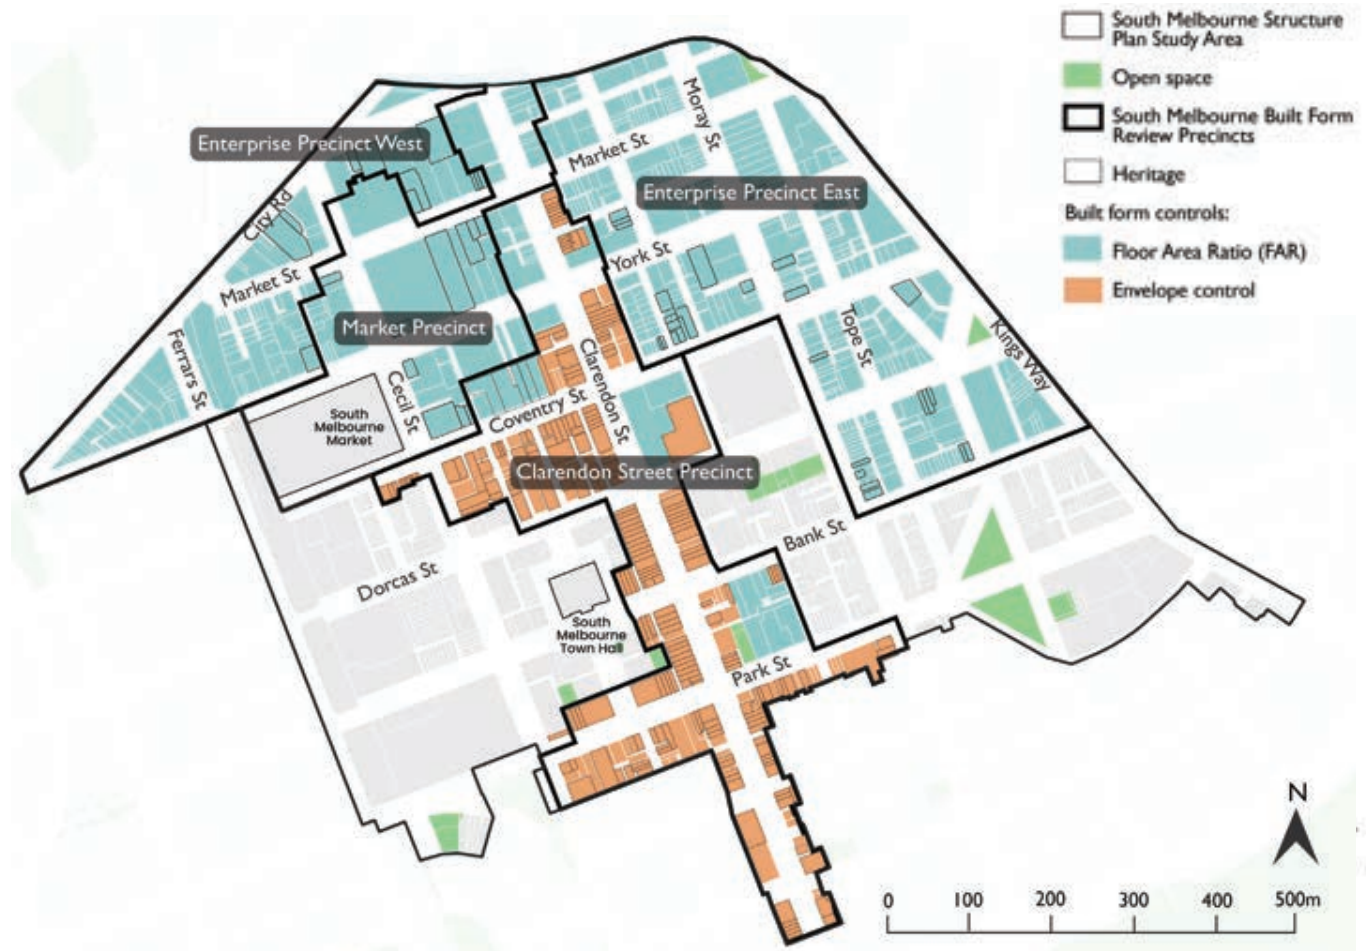 South Melbourne Structure
Plan Study Area
Open space
South Melbourne Built Form
Review Precincts
Heritage
Built form controls:
Floor Area Ratio (FAR)
Envelope control
Moray St
Enterprise Precinct West
Market St
Enterprise Precinct East
City Rd
York St
Market St
Market Precinct
Tope St
Kings Way
Ferrars St
Clarendon St
Cecil St
Coventry St
South
Melbourne
Market
Clarendon Street Precinct
Bank St
Dorcas St
South
Melbourne
Town Hall
Park St
N
0 100 200 300 400 500m